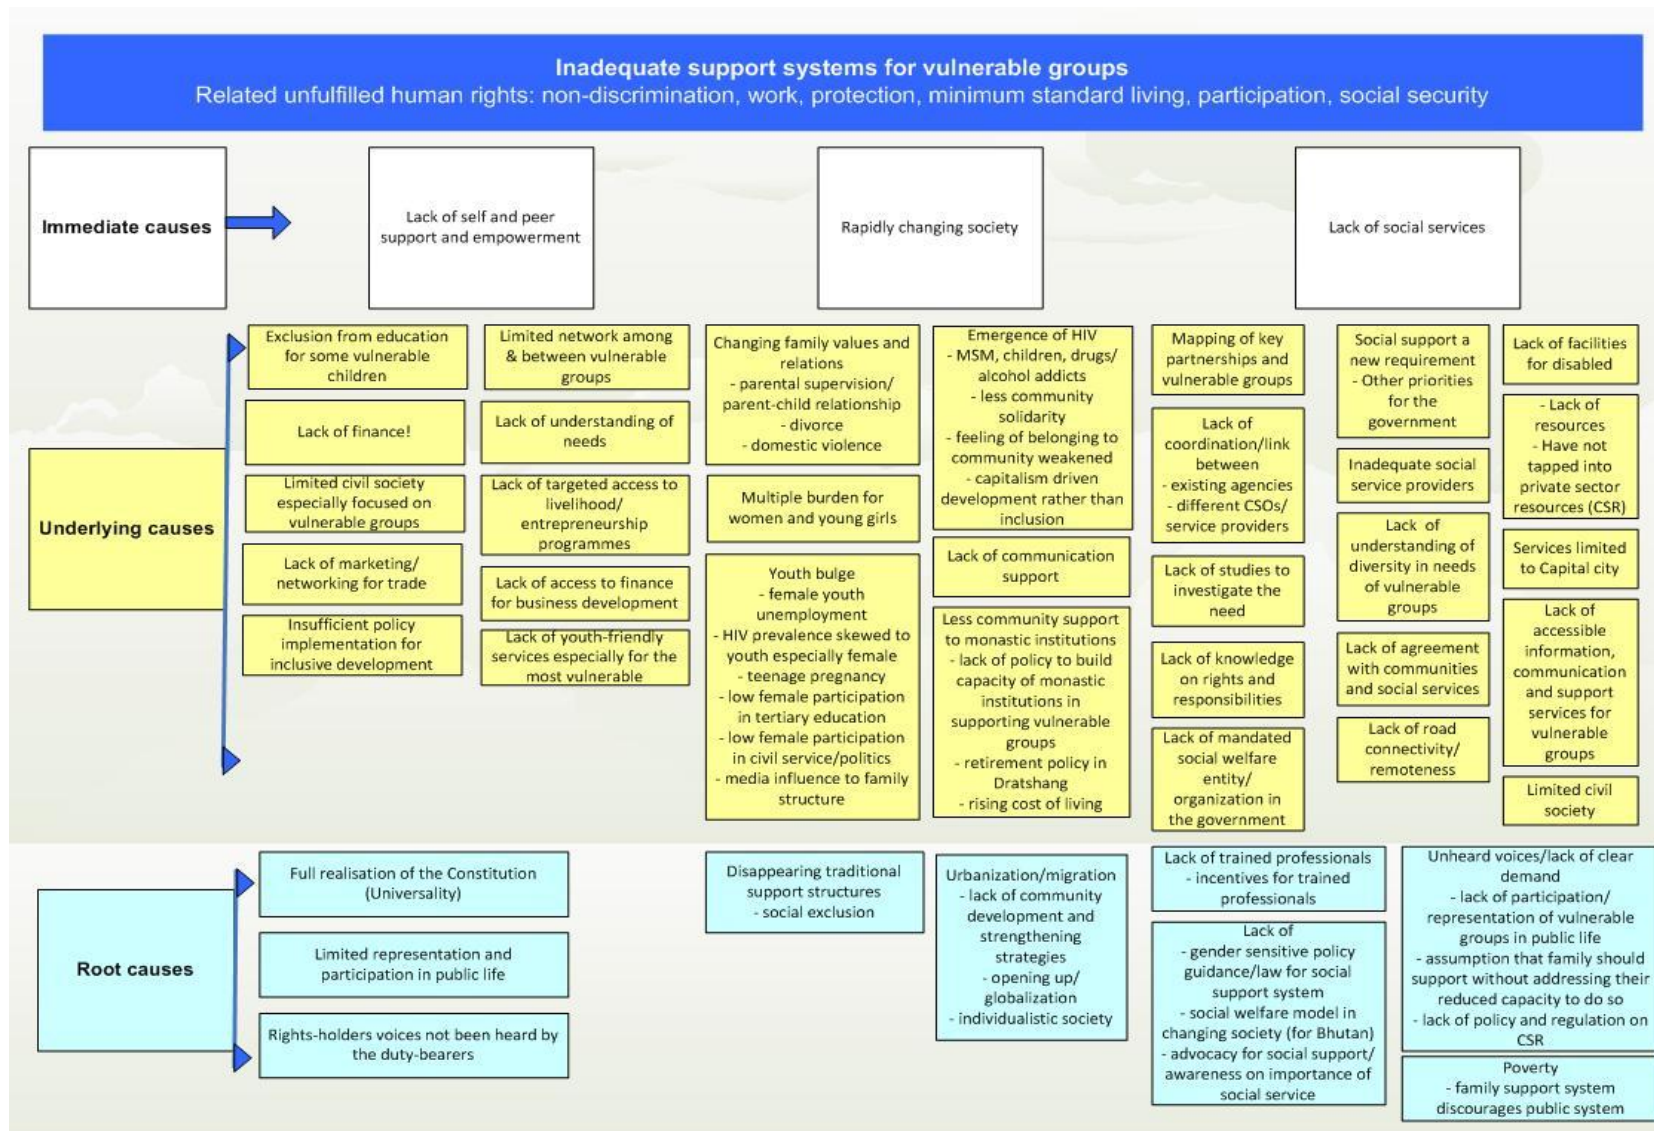 Inadequate support systems for vulnerable groups
Related unfulfilled human rights: non-discrimination, work, protection, minimum standard living, participation, social security
Immediate causes
Lack of self and peer
support and empowerment
Rapidly changing society
Lack of social services
Underlying causes
Exclusion from education
for some vulnerable
children
Lack of finance!
Limited civil society
especially focused on
vulnerable groups
Lack of marketing/
networking for trade
Insufficient policy
implementation for
inclusive development
Limited network among
& between vulnerable
groups
Lack of understanding of
needs
Lack of targeted access to
livelihood/
entrepreneurship
programmes
Lack of access to finance
for business development
Lack of youth-friendly
services especially for the
most vulnerable
Changing family values and
relations
- parental supervision/
parent-child relationship
- divorce
- domestic violence
Multiple burden for
women and young girls
Youth bulge
- female youth
unemployment
- HIV prevalence skewed to
youth especially female
- teenage pregnancy
- low female participation
in tertiary education
- low female participation
in civil service/politics
- media influence to family
structure
Emergence of HIV
- MSM, children, drugs/
alcohol addicts
- less community
solidarity
- feeling of belonging to
community weakened
- capitalism driven
development rather than
inclusion
Lack of communication
support
Less community support
to monastic institutions
- lack of policy to build
capacity of monastic
institutions in
supporting vulnerable
groups
- retirement policy in
Dratshang
- rising cost of living
Mapping of key
partnerships and
vulnerable groups
Lack of
coordination/link
between
- existing agencies
- different CSOs/
service providers
Lack of studies to
investigate the
need
Lack of knowledge
on rights and
responsibilities
Lack of mandated
social welfare
entity/
organization in
the government
Social support a
new requirement
- Other priorities
for the
government
Inadequate social
service providers
Lack of
understanding of
diversity in needs
of vulnerable
groups
Lack of agreement
with communities
and social services
Lack of road
connectivity/
remoteness
Lack of facilities
for disabled
- Lack of
resources
- Have not
tapped into
private sector
resources (CSR)
Services limited
to Capital city
Lack of
accessible
information,
communication
and support
services for
vulnerable
groups
Limited civil
society
Root causes
Full realisation of the Constitution
(Universality)
Limited representation and
participation in public life
Rights-holders voices not been heard by
the duty-bearers
Disappearing traditional
support structures
- social exclusion
Urbanization/migration
- lack of community
development and
strengthening
strategies
- opening up/
globalization
- individualistic society
Lack of trained professionals
- incentives for trained
professionals
Lack of
- gender sensitive policy
guidance/law for social
support system
- social welfare model in
changing society (for Bhutan)
- advocacy for social support/
awareness on importance of
social service
Unheard voices/lack of clear
demand
- lack of participation/
representation of vulnerable
groups in public life
- assumption that family should
support without addressing their
reduced capacity to do so
- lack of policy and regulation on
CSR
Poverty
- family support system
discourages public system